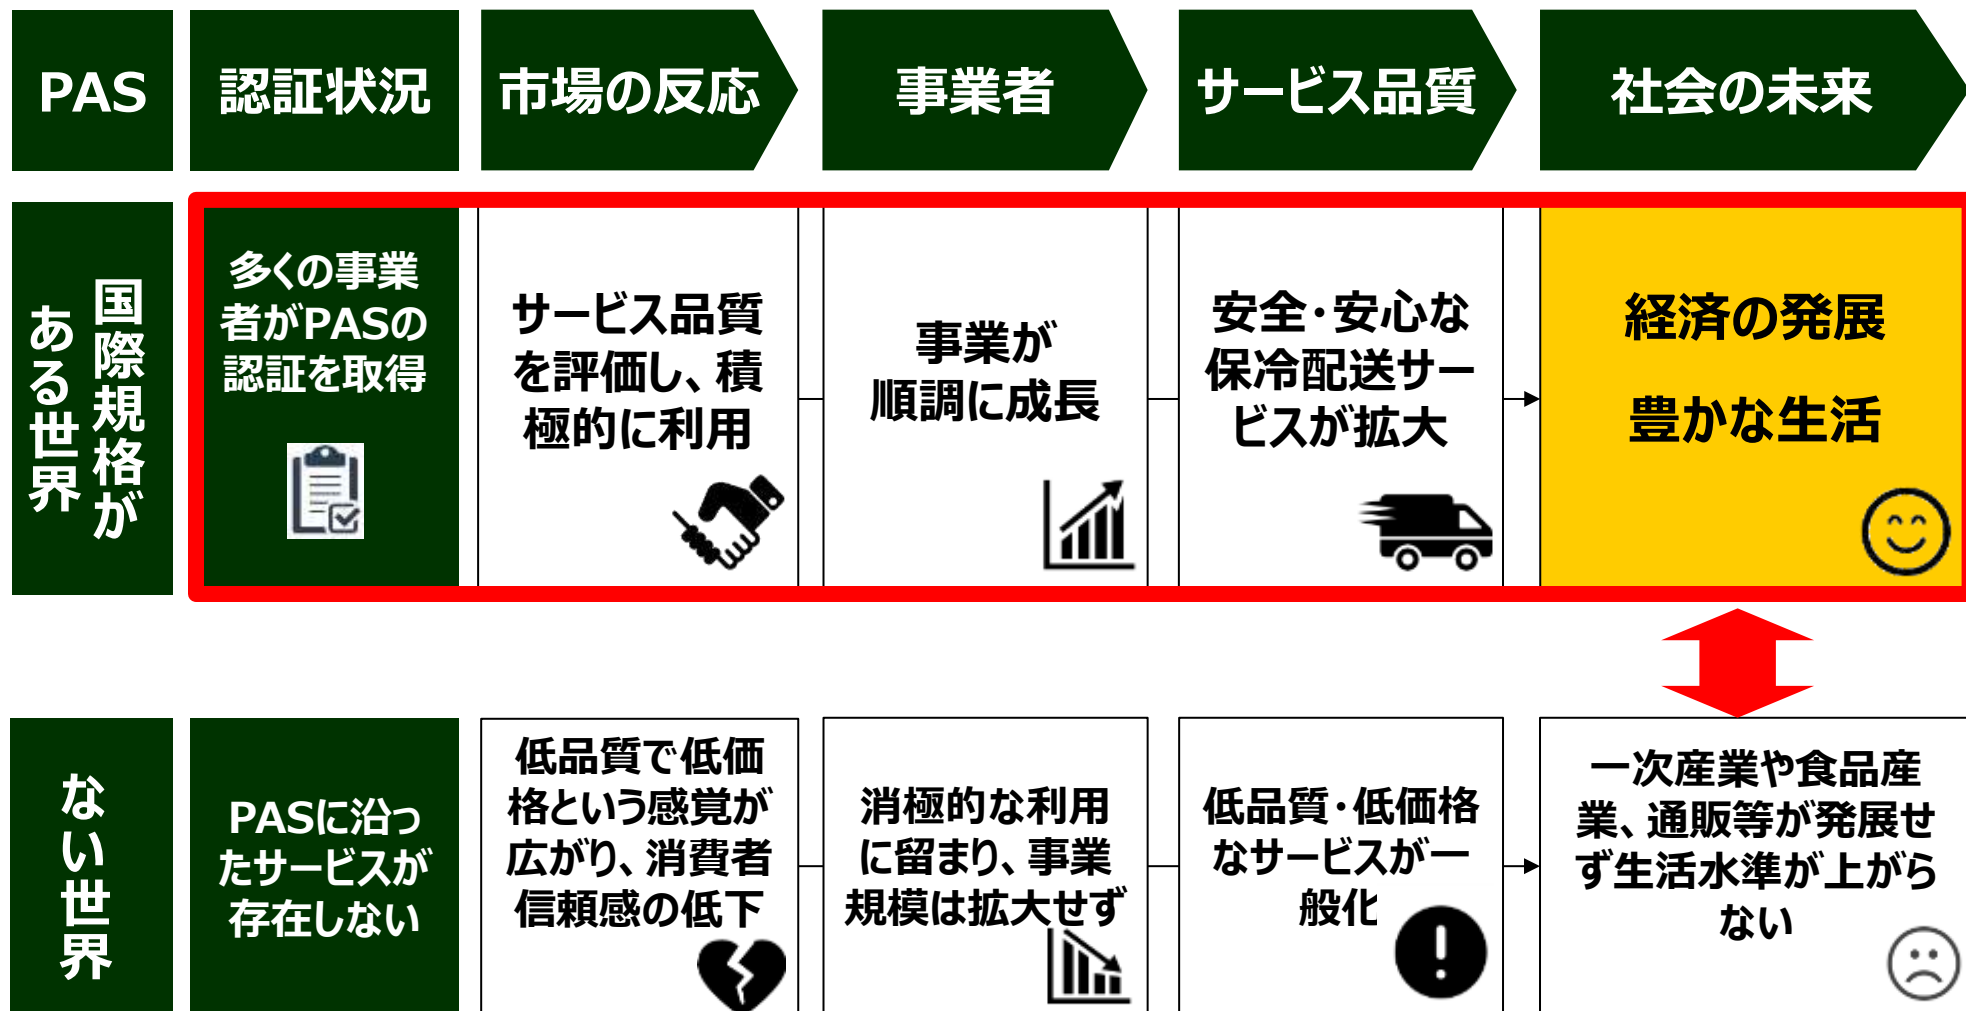 PAS
認証状況
市場の反応
事業者
サービス品質
社会の未来
国際規格が
ある世界
多くの事業
者がPASの
認証を取得
サービス品質
を評価し、積
極的に利用
事業が
順調に成長
安全・安心な
保冷配送サー
ビスが拡大
経済の発展
豊かな生活
ない世界
PASに沿っ
たサービスが
存在しない
低品質で低価
格という感覚が
広がり、消費者
信頼感の低下
消極的な利用
に留まり、事業
規模は拡大せず
低品質・低価格
なサービスが一
般化
一次産業や食品産
業、通販等が発展せ
ず生活水準が上がら
ない